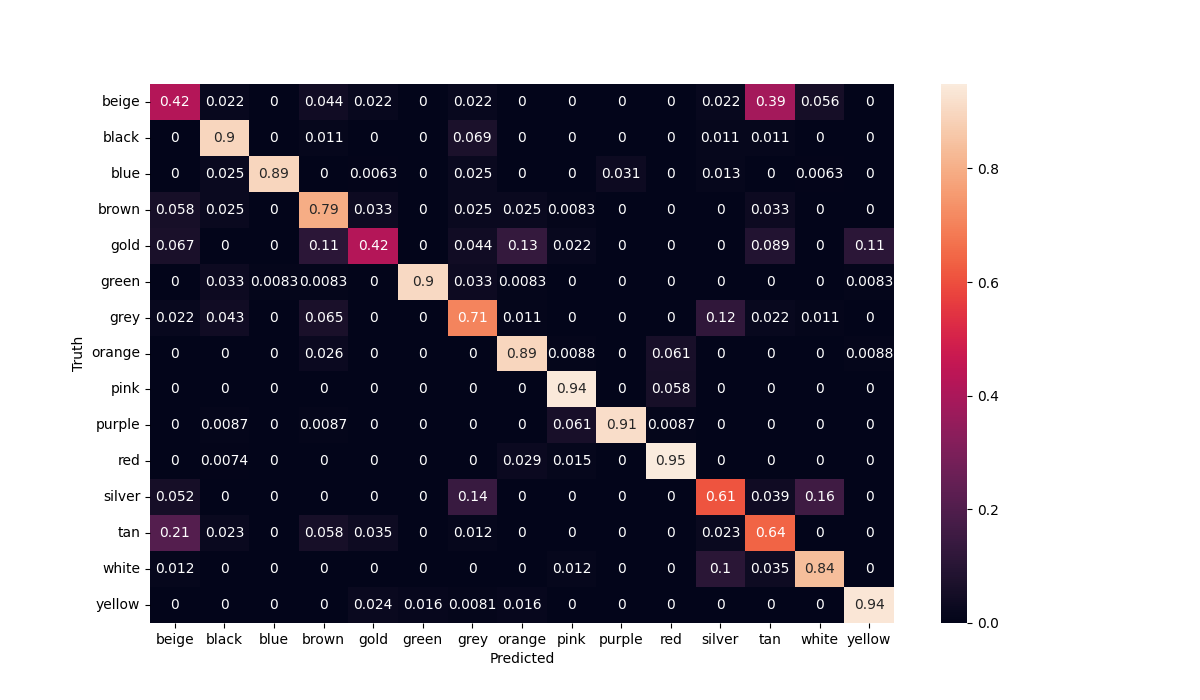 beige 0.42 0.022 0 0.044 0.022 0 0.022 0 0 0 0 0.022 0.39 0.056 0
black 0 0.9 0 0.011 0 0 0.069 0 0 0 0 0.011 0.011 0 0
blue 0 0.025 0.89 0 0.0063 0 0.025 0 0 0.031 0 0.013 0 0.0063 0
brown 0.058 0.025 0 0.79 0.033 0 0.025 0.025 0.0083 0 0 0 0.033 0 0
gold 0.067 0 0 0.11 0.42 0 0.044 0.13 0.022 0 0 0 0.089 0 0.11
green 0 0.033 0.0083 0.0083 0 0.9 0.033 0.0083 0 0 0 0 0 0 0.0083
grey 0.022 0.043 0 0.065 0 0 0.71 0.011 0 0 0 0.12 0.022 0.011 0
orange 0 0 0 0.026 0 0 0 0.89 0.0088 0 0.061 0 0 0 0.0088
pink 0 0 0 0 0 0 0 0 0.94 0 0.058 0 0 0 0
purple 0 0.0087 0 0.0087 0 0 0 0 0.061 0.91 0.0087 0 0 0 0
red 0 0.0074 0 0 0 0 0 0.029 0.015 0 0.95 0 0 0 0
silver 0.052 0 0 0 0 0 0.14 0 0 0 0 0.61 0.039 0.16 0
tan 0.21 0.023 0 0.058 0.035 0 0.012 0 0 0 0 0.023 0.64 0 0
white 0.012 0 0 0 0 0 0 0 0.012 0 0 0.1 0.035 0.84 0
yellow 0 0 0 0 0.024 0.016 0.0081 0.016 0 0 0 0 0 0 0.94
beige black blue brown gold green grey orange pink purple red silver tan white yellow
Predicted
Truth
0.8
0.6
0.4
0.2
0.0